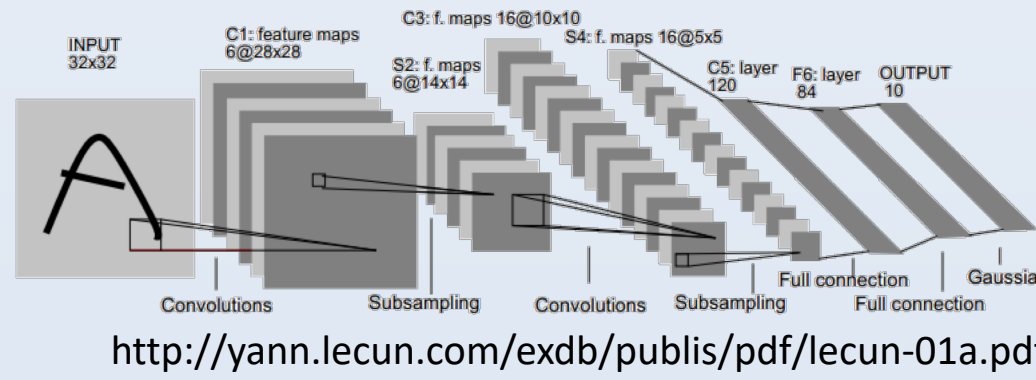 INPUT
32x32
C1: feature maps
6@28x28
S2: f. maps
6@14x14
C3: f. maps 16@10x10
S4: f. maps 16@5x5
C5: layer
120
F6: layer
84
OUTPUT
10
Convolutions
Subsampling
Convolutions
Subsampling
Full connection
Full connection
Gaussia
http://yann.lecun.com/exdb/publis/pdf/lecun-01a.pdf